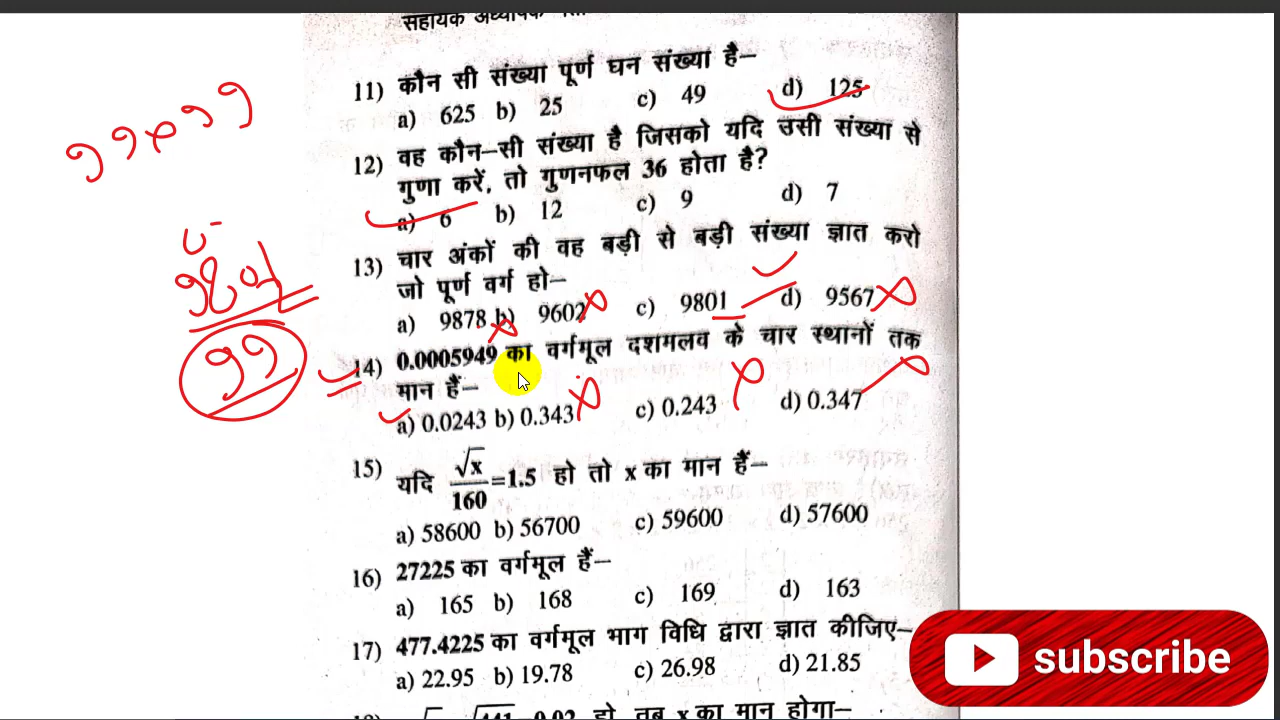 सहायक अध्यापक
11) कौन सी संख्या पूर्ण घन संख्या है–
a) 625 b) 25 c) 49 d) 125
12) वह कौन–सी संख्या है जिसको यदि उसी संख्या से
गुणा करें, तो गुणनफल 36 होता है?
a) 6 b) 12 c) 9 d) 7
13) चार अंकों की वह बड़ी से बड़ी संख्या ज्ञात करो
जो पूर्ण वर्ग हो–
a) 9878 b) 9602 c) 9801 d) 9567
14) 0.0005949 का वर्गमूल दशमलव के चार स्थानों तक
मान हैं–
a) 0.0243 b) 0.343 c) 0.243 d) 0.347
15) यदि √x/160=1.5 हो तो x का मान हैं–
a) 58600 b) 56700 c) 59600 d) 57600
16) 27225 का वर्गमूल हैं–
a) 165 b) 168 c) 169 d) 163
17) 477.4225 का वर्गमूल भाग विधि द्वारा ज्ञात कीजिए–
a) 22.95 b) 19.78 c) 26.98 d) 21.85
हो, तब x का मान होगा–
99×99
9801
99
subscribe